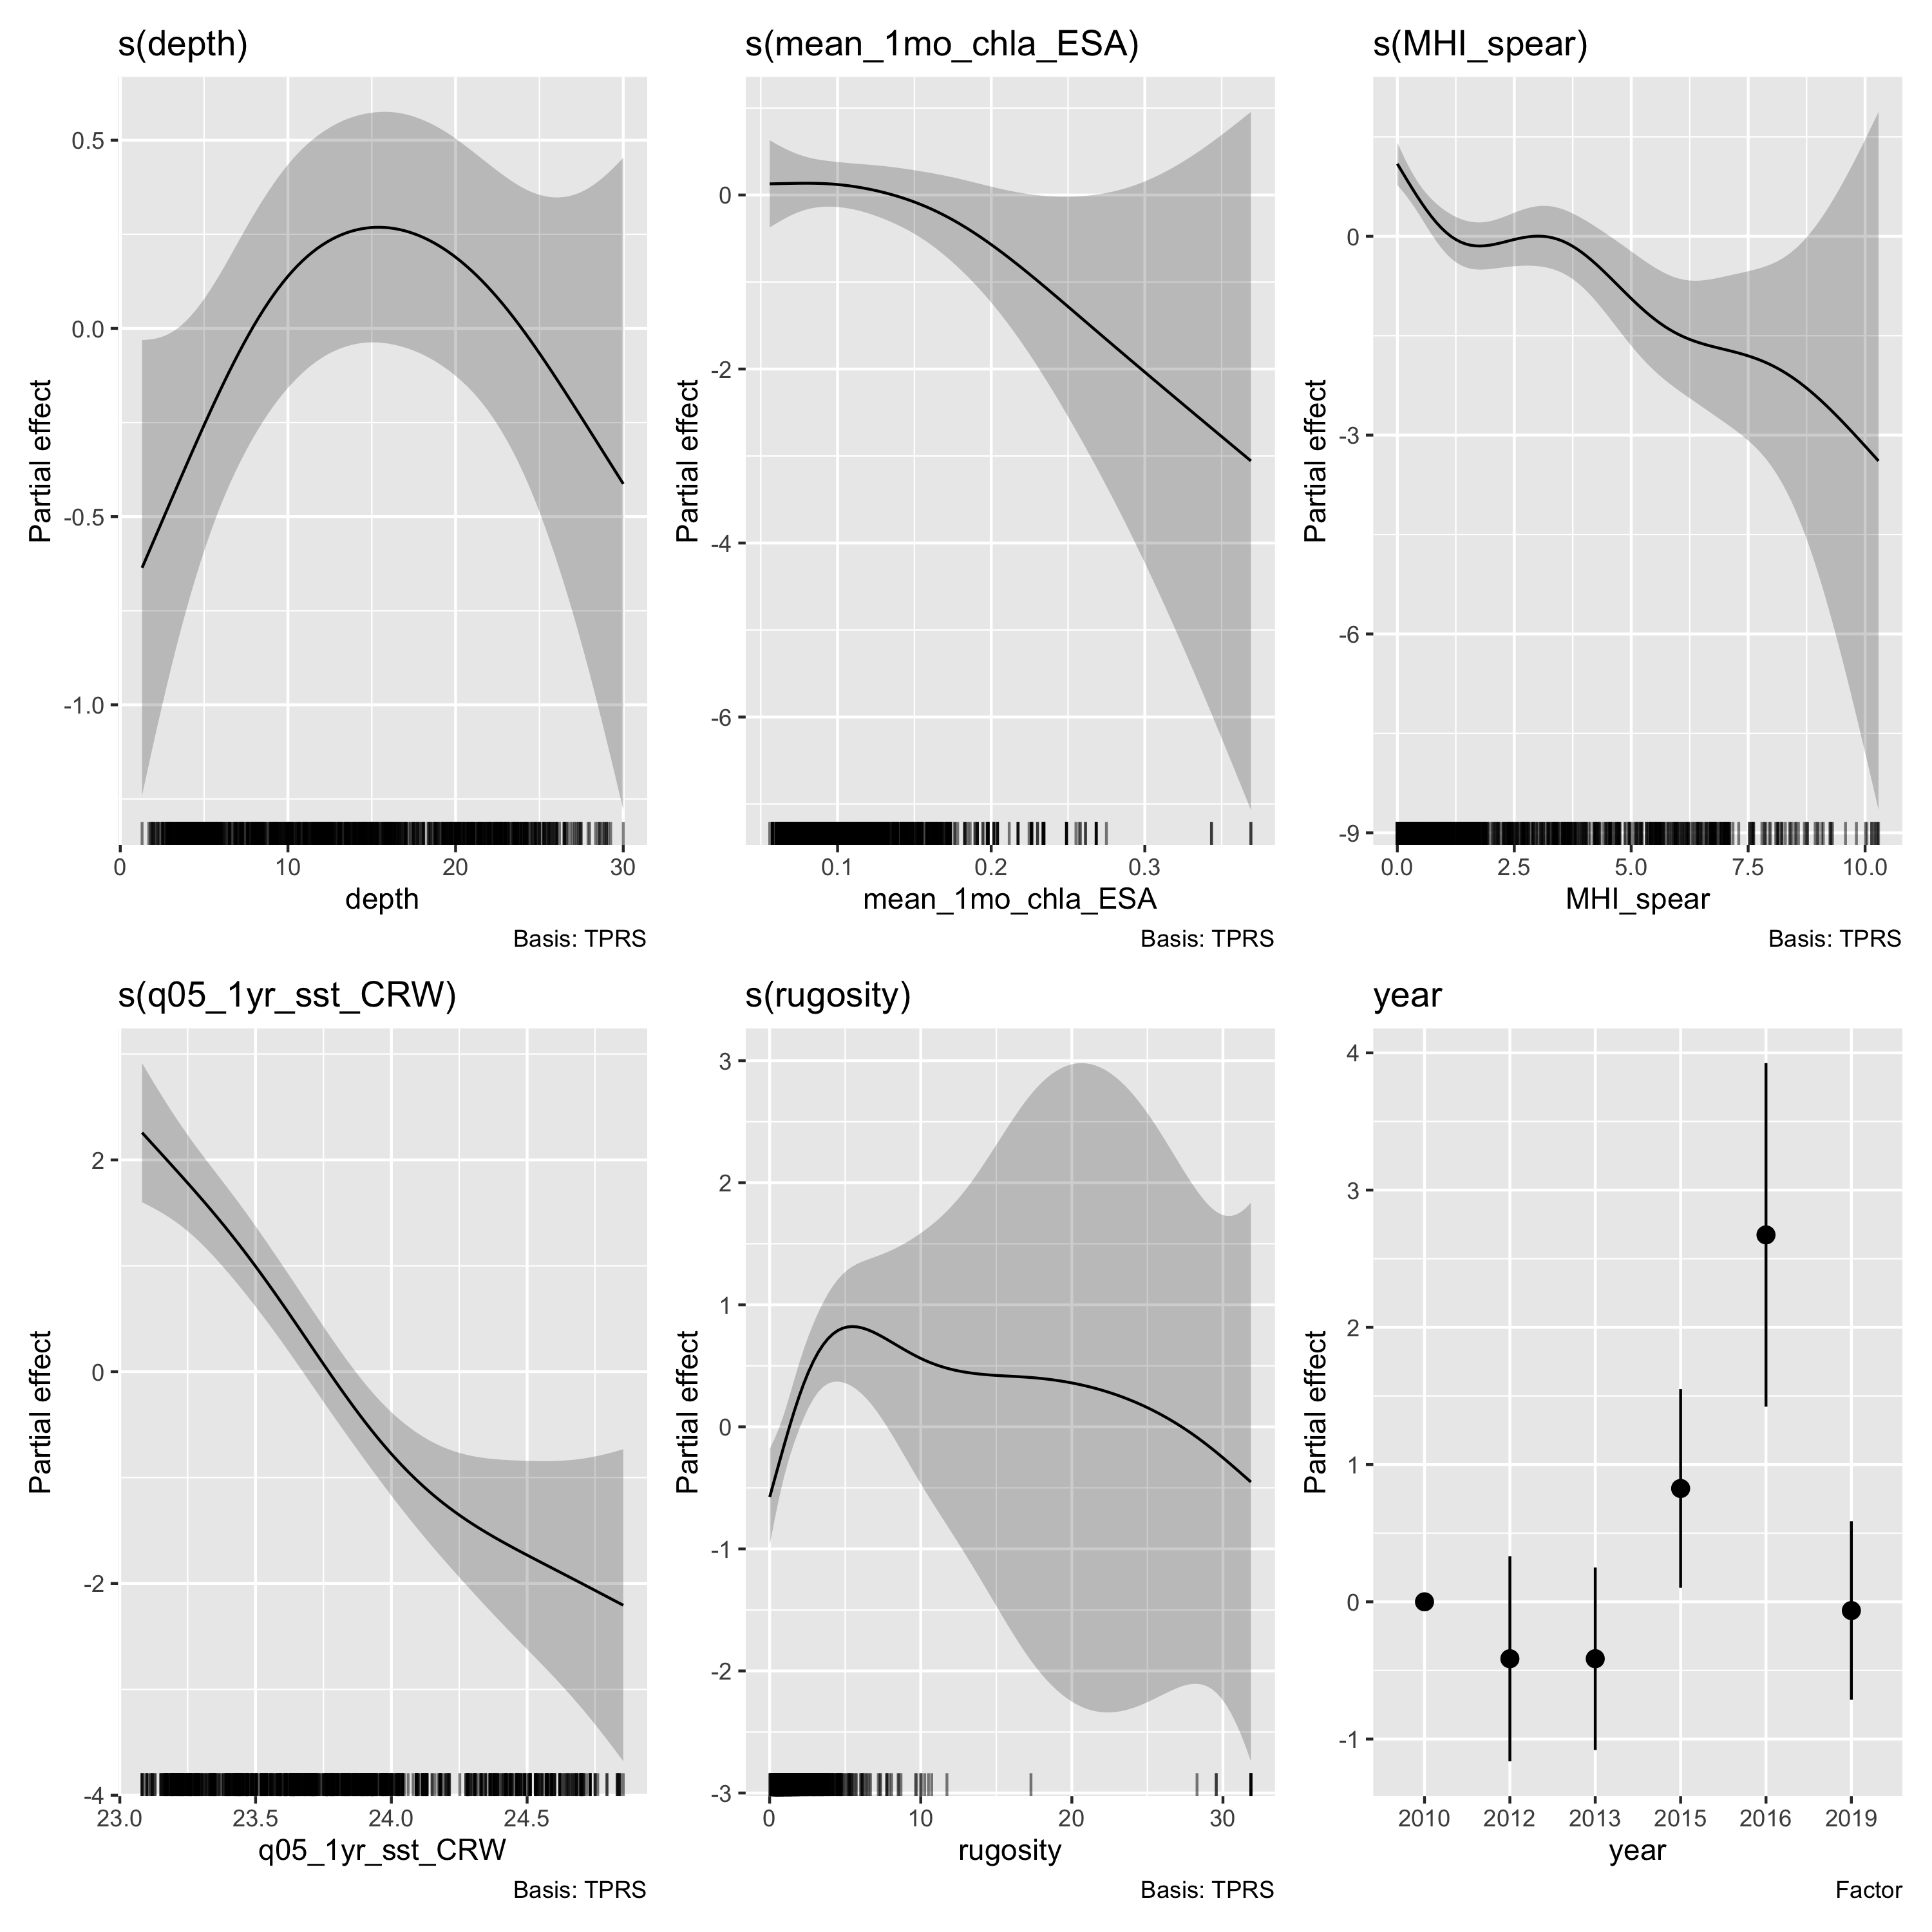 s(depth)
Partial effect
0.5
0.0
-0.5
-1.0
0 10 20 30
depth
Basis: TPRS
s(mean_1mo_chla_ESA)
Partial effect
0
-2
-4
-6
0.1 0.2 0.3
mean_1mo_chla_ESA
Basis: TPRS
s(MHI_spear)
Partial effect
0
-3
-6
-9
0.0 2.5 5.0 7.5 10.0
MHI_spear
Basis: TPRS
s(q05_1yr_sst_CRW)
Partial effect
2
0
-2
-4
23.0 23.5 24.0 24.5
q05_1yr_sst_CRW
Basis: TPRS
s(rugosity)
Partial effect
3
2
1
0
-1
-2
-3
0 10 20 30
rugosity
Basis: TPRS
year
Partial effect
4
3
2
1
0
-1
2010 2012 2013 2015 2016 2019
year
Factor